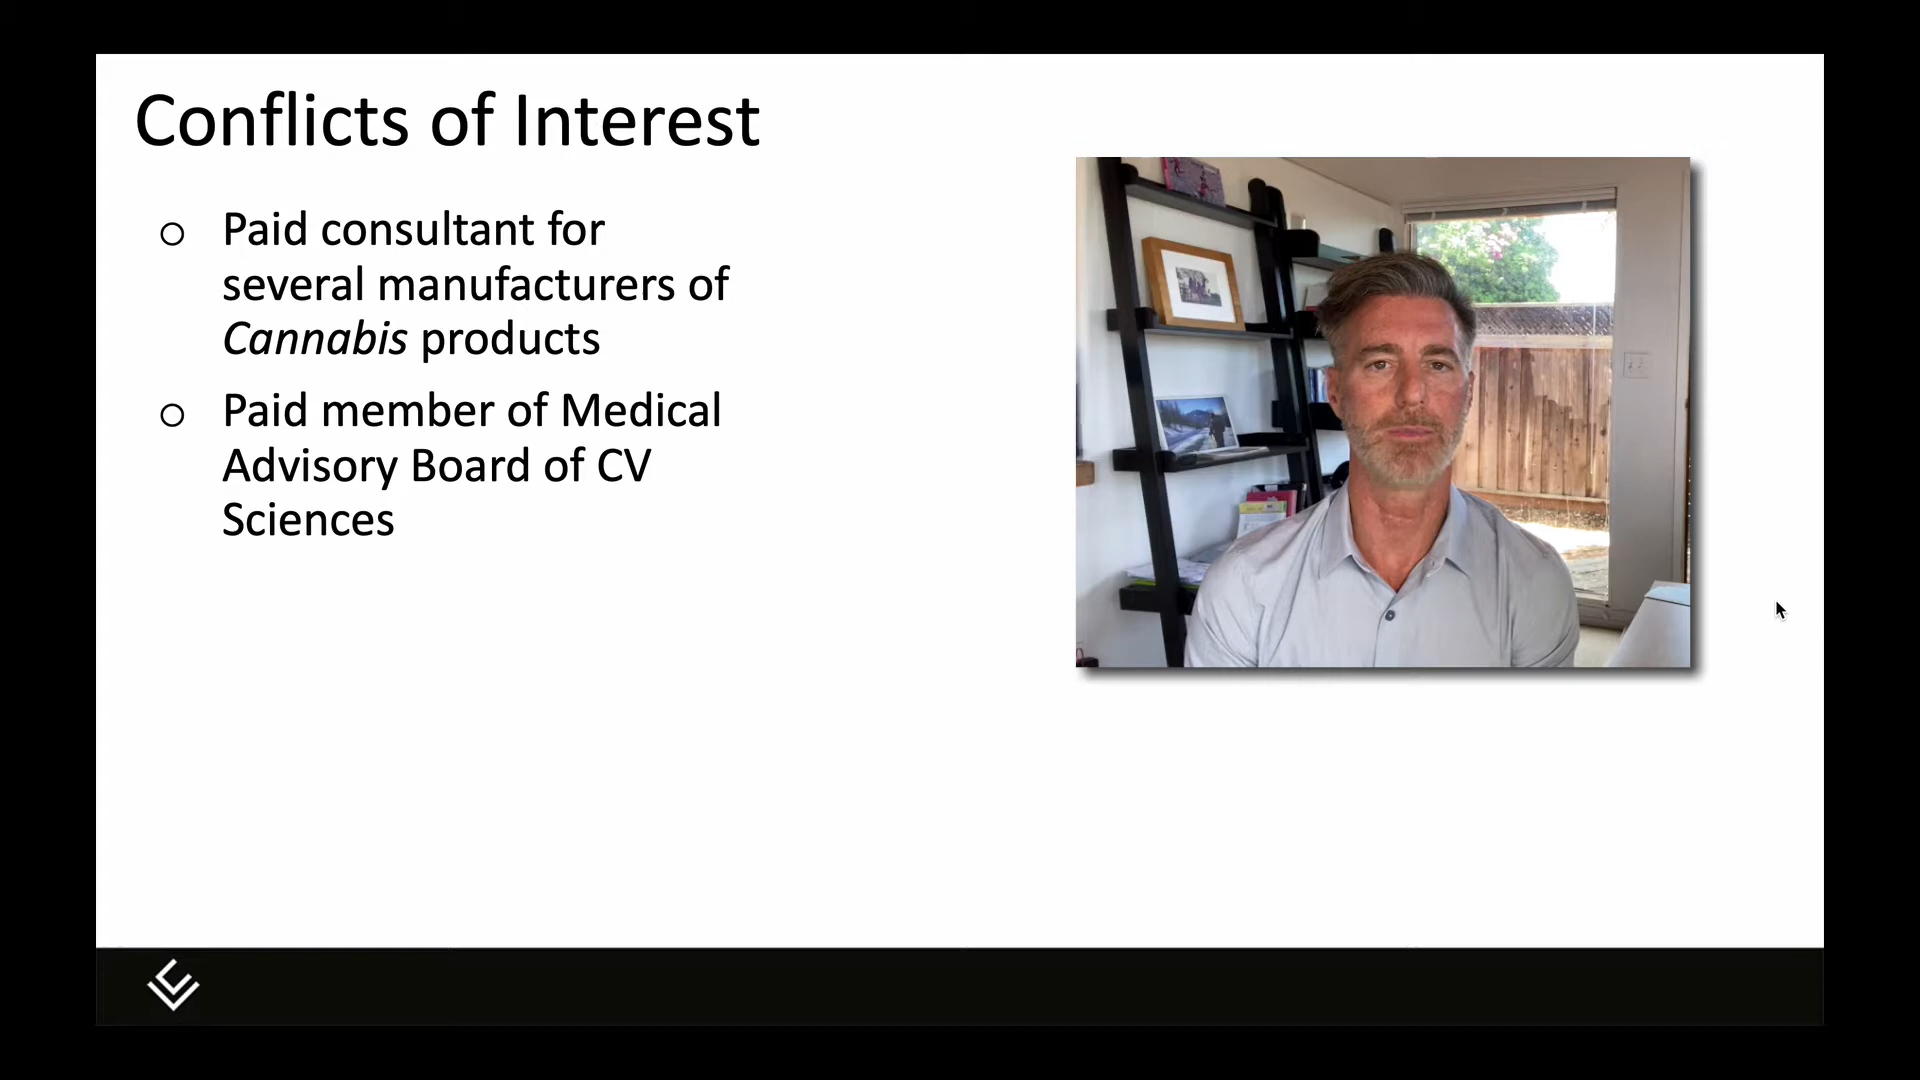 Conflicts of Interest
Paid consultant for
several manufacturers of
Cannabis products
Paid member of Medical
Advisory Board of CV
Sciences